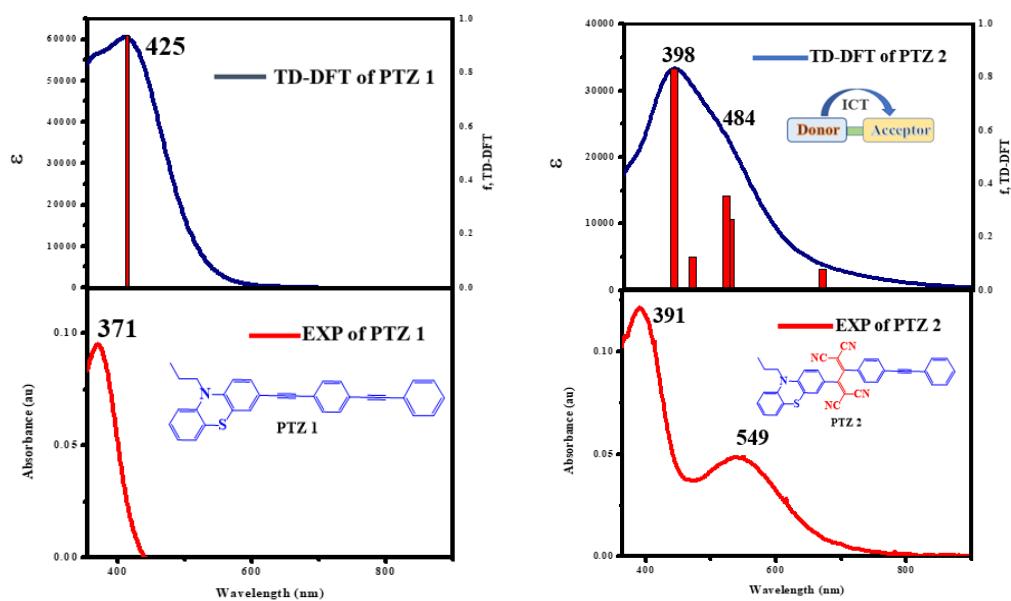 60000
50000
40000
30000
20000
10000
0
ε
1.0
0.8
0.6
0.4
0.2
0.0
f, TD-DFT
425
TD-DFT of PTZ 1
0.10
0.05
0.00
Absorbance (au)
371
EXP of PTZ 1
N
S
PTZ 1
400
600
800
Wavelength (nm)
40000
30000
20000
10000
0
ε
1.0
0.8
0.6
0.4
0.2
0.0
f, TD-DFT
398
TD-DFT of PTZ 2
484
ICT
Donor
Acceptor
0.10
0.05
0.00
Absorbance (au)
391
EXP of PTZ 2
549
CN
NC
N
S
NC
CN
PTZ 2
400
600
800
Wavelength (nm)